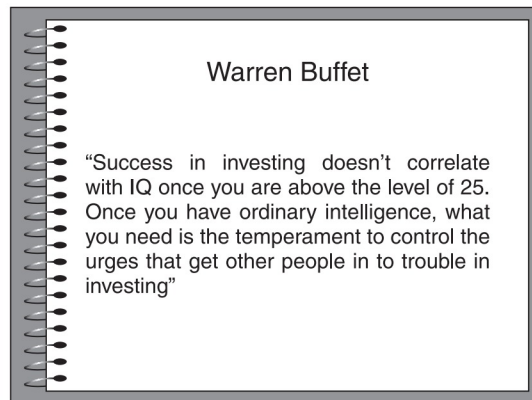 Warren Buffet
“Success in investing doesn’t correlate
with IQ once you are above the level of 25.
Once you have ordinary intelligence, what
you need is the temperament to control the
urges that get other people in to trouble in
investing”